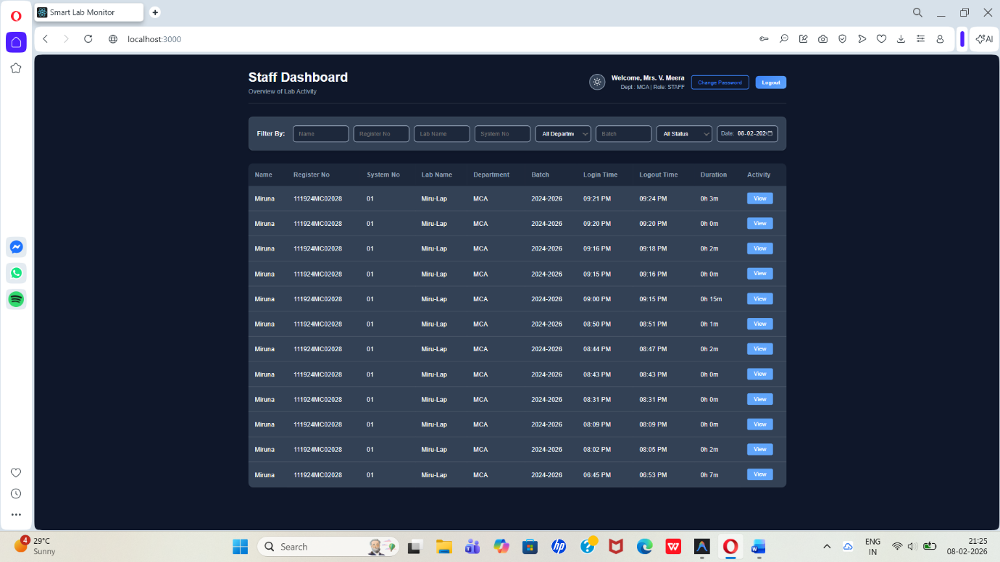 Smart Lab Monitor
localhost:3000
AI
Staff Dashboard
Overview of Lab Activity
Welcome, Mrs. V. Meera
Dept : MCA | Role: STAFF
Change Password
Logout
Filter By: Name Register No Lab Name System No All Departme Batch All Status Date: 08-02-202
Name Register No System No Lab Name Department Batch Login Time Logout Time Duration Activity
Miruna 111924MC02028 01 Miru-Lap MCA 2024-2026 09:21 PM 09:24 PM 0h 3m View
Miruna 111924MC02028 01 Miru-Lap MCA 2024-2026 09:20 PM 09:20 PM 0h 0m View
Miruna 111924MC02028 01 Miru-Lap MCA 2024-2026 09:16 PM 09:18 PM 0h 2m View
Miruna 111924MC02028 01 Miru-Lap MCA 2024-2026 09:15 PM 09:16 PM 0h 0m View
Miruna 111924MC02028 01 Miru-Lap MCA 2024-2026 09:00 PM 09:15 PM 0h 15m View
Miruna 111924MC02028 01 Miru-Lap MCA 2024-2026 08:50 PM 08:51 PM 0h 1m View
Miruna 111924MC02028 01 Miru-Lap MCA 2024-2026 08:44 PM 08:47 PM 0h 2m View
Miruna 111924MC02028 01 Miru-Lap MCA 2024-2026 08:43 PM 08:43 PM 0h 0m View
Miruna 111924MC02028 01 Miru-Lap MCA 2024-2026 08:31 PM 08:31 PM 0h 0m View
Miruna 111924MC02028 01 Miru-Lap MCA 2024-2026 08:09 PM 08:09 PM 0h 0m View
Miruna 111924MC02028 01 Miru-Lap MCA 2024-2026 08:02 PM 08:05 PM 0h 2m View
Miruna 111924MC02028 01 Miru-Lap MCA 2024-2026 06:45 PM 06:53 PM 0h 7m View
4
29°C
Sunny
Search
ENG
IN
21:25
08-02-2026